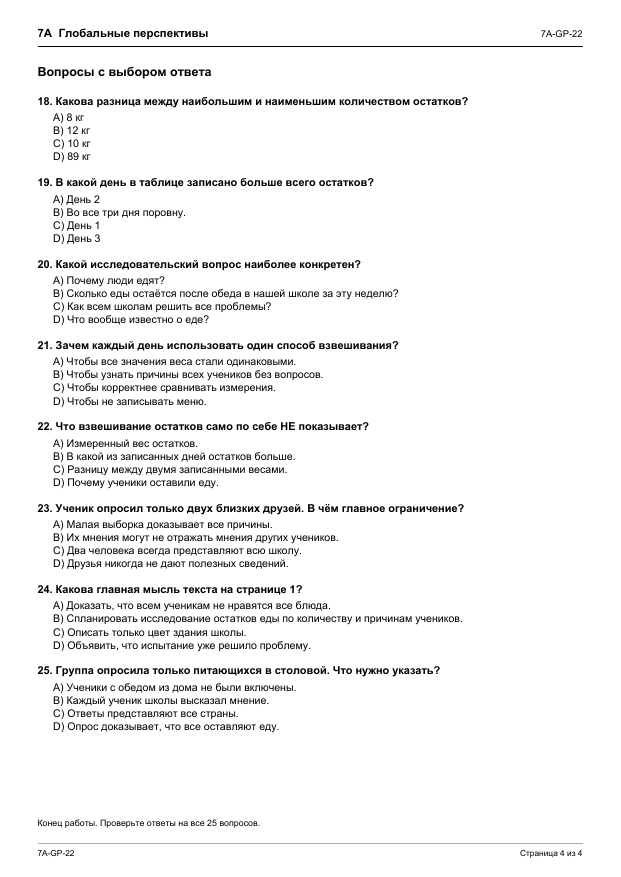 7A Глобальные перспективы
7A-GP-22
Вопросы с выбором ответа
18. Какова разница между наибольшим и наименьшим количеством остатков?
A) 8 кг
B) 12 кг
C) 10 кг
D) 89 кг
19. В какой день в таблице записано больше всего остатков?
A) День 2
B) Во все три дня поровну.
C) День 1
D) День 3
20. Какой исследовательский вопрос наиболее конкретен?
A) Почему люди едят?
B) Сколько еды остаётся после обеда в нашей школе за эту неделю?
C) Как всем школам решить все проблемы?
D) Что вообще известно о еде?
21. Зачем каждый день использовать один способ взвешивания?
A) Чтобы все значения веса стали одинаковыми.
B) Чтобы узнать причины всех учеников без вопросов.
C) Чтобы корректнее сравнивать измерения.
D) Чтобы не записывать меню.
22. Что взвешивание остатков само по себе НЕ показывает?
A) Измеренный вес остатков.
B) В какой из записанных дней остатков больше.
C) Разницу между двумя записанными весами.
D) Почему ученики оставили еду.
23. Ученик опросил только двух близких друзей. В чём главное ограничение?
A) Малая выборка доказывает все причины.
B) Их мнения могут не отражать мнения других учеников.
C) Два человека всегда представляют всю школу.
D) Друзья никогда не дают полезных сведений.
24. Какова главная мысль текста на странице 1?
A) Доказать, что всем ученикам не нравятся все блюда.
B) Спланировать исследование остатков еды по количеству и причинам учеников.
C) Описать только цвет здания школы.
D) Объявить, что испытание уже решило проблему.
25. Группа опросила только питающихся в столовой. Что нужно указать?
A) Ученики с обедом из дома не были включены.
B) Каждый ученик школы высказал мнение.
C) Ответы представляют все страны.
D) Опрос доказывает, что все оставляют еду.
Конец работы. Проверьте ответы на все 25 вопросов.
7A-GP-22
Страница 4 из 4